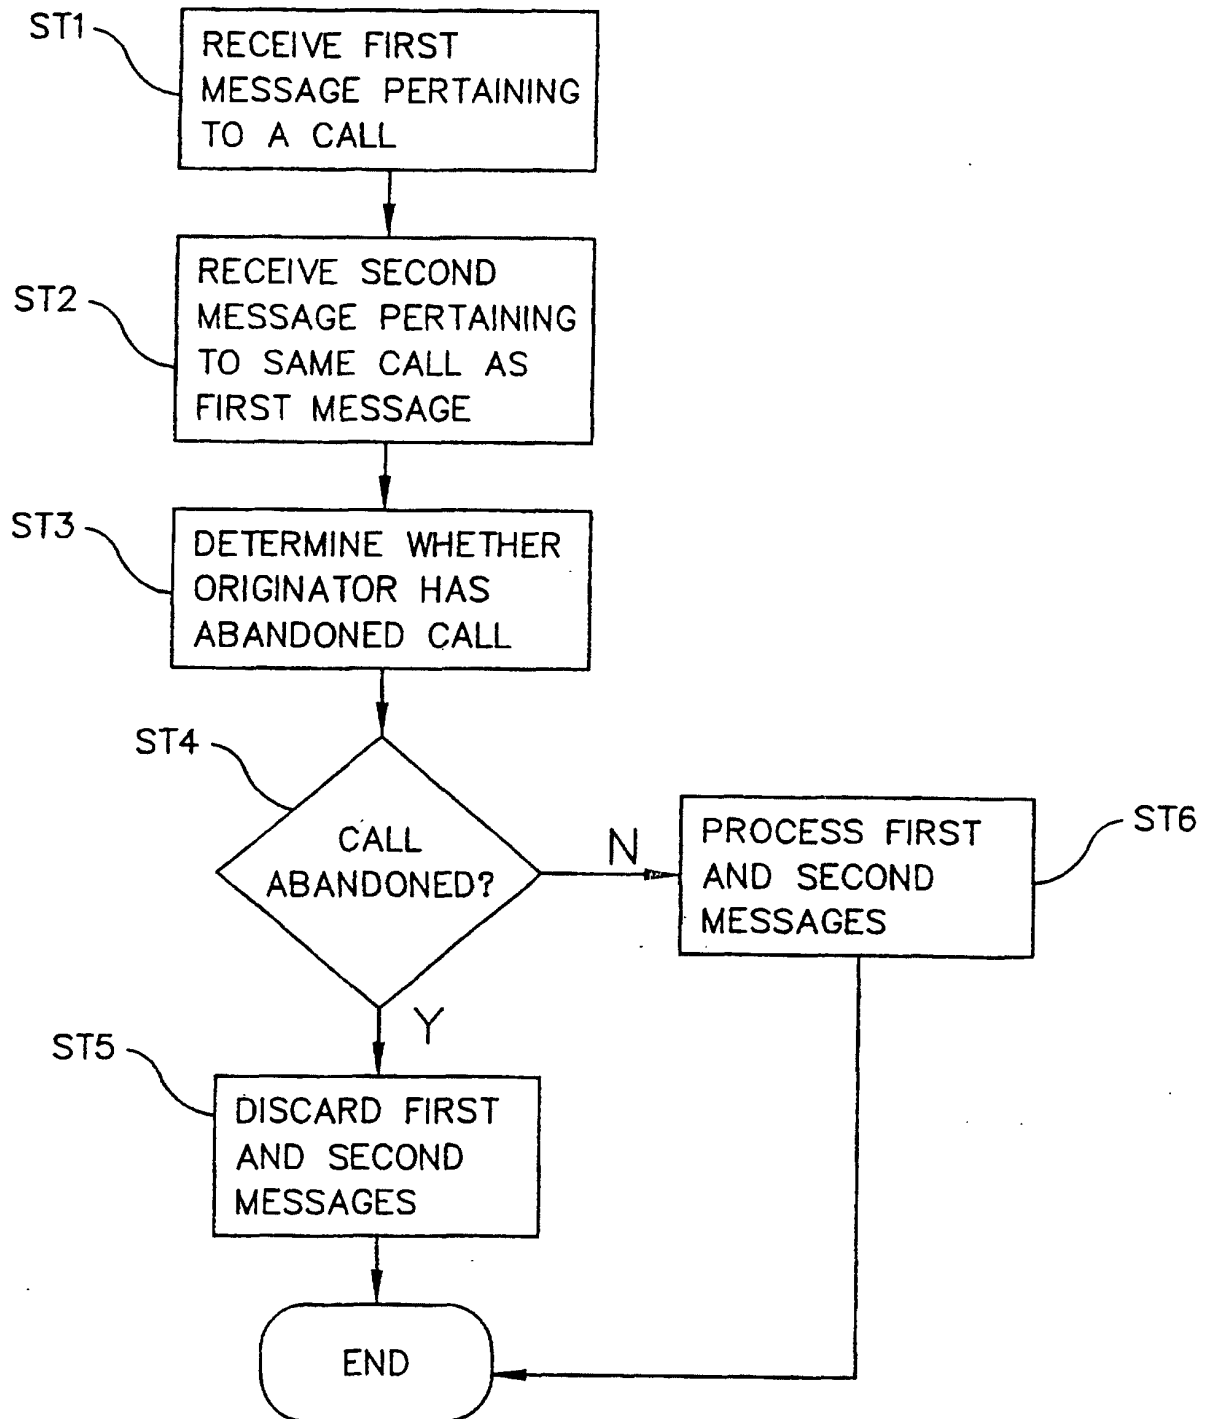 ST1
RECEIVE FIRST
MESSAGE PERTAINING
TO A CALL
ST2
RECEIVE SECOND
MESSAGE PERTAINING
TO SAME CALL AS
FIRST MESSAGE
ST3
DETERMINE WHETHER
ORIGINATOR HAS
ABANDONED CALL
ST4
CALL
ABANDONED?
N
PROCESS FIRST
AND SECOND
MESSAGES
ST6
Y
ST5
DISCARD FIRST
AND SECOND
MESSAGES
END